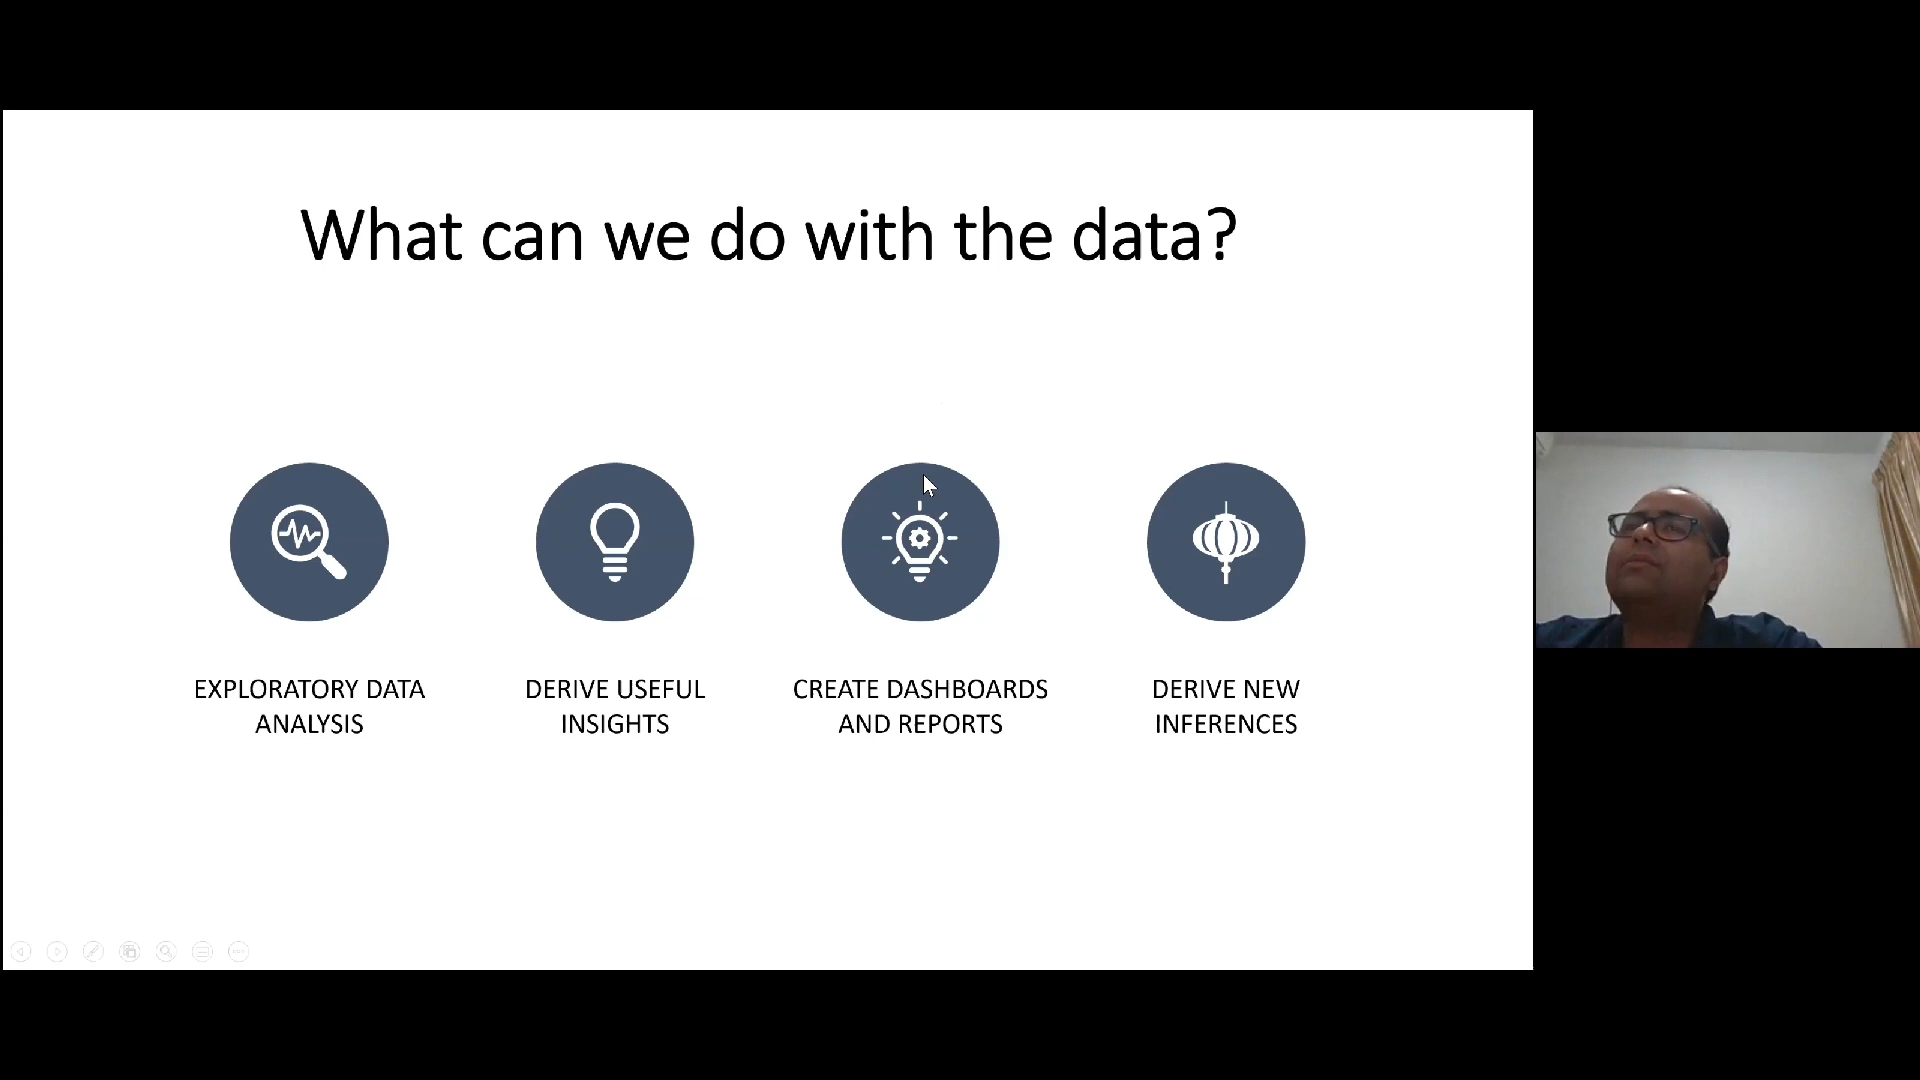 What can we do with the data?
EXPLORATORY DATA
ANALYSIS
DERIVE USEFUL
INSIGHTS
CREATE DASHBOARDS
AND REPORTS
DERIVE NEW
INFERENCES